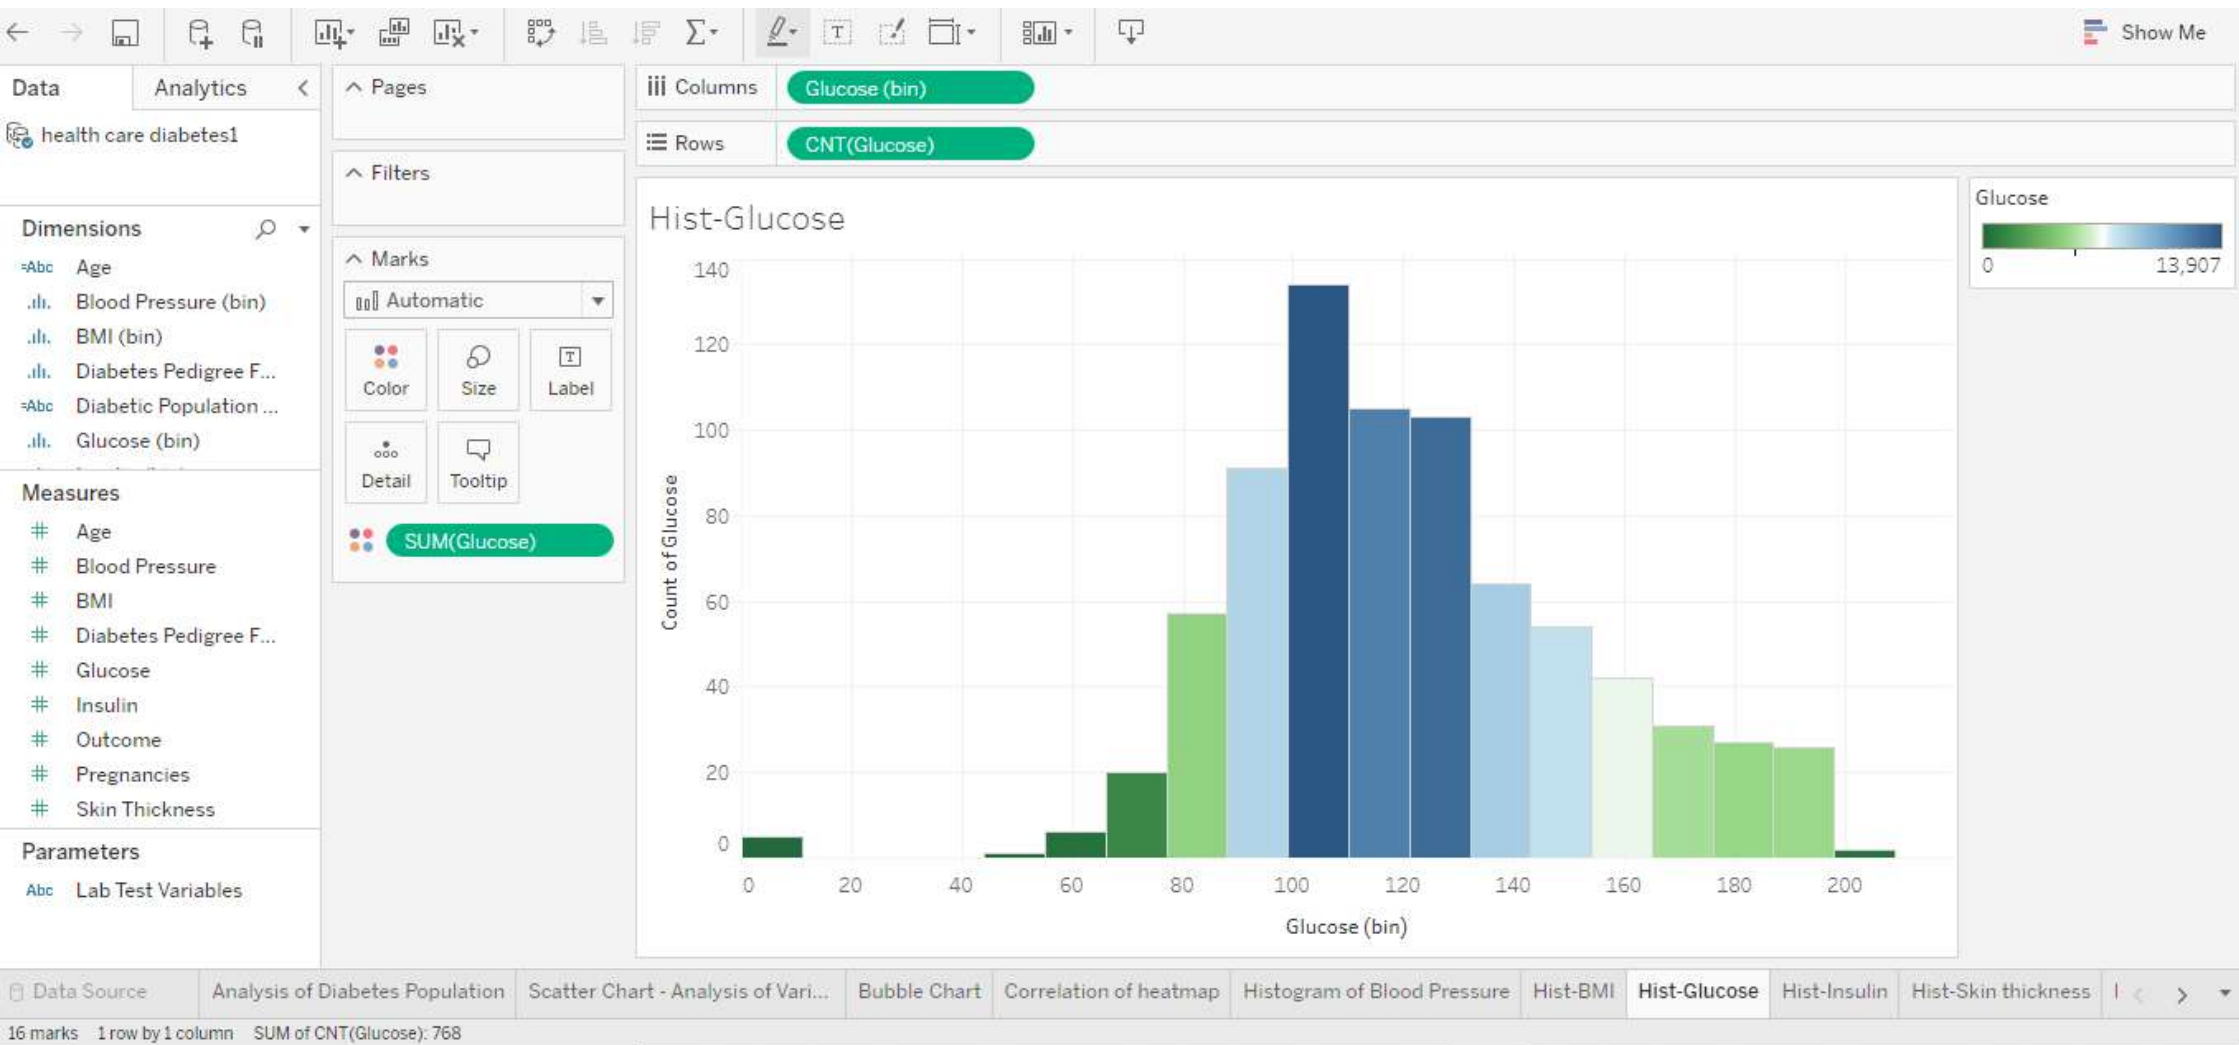 Show Me
Data Analytics
health care diabetes1
Dimensions
=Abc Age
Blood Pressure (bin)
BMI (bin)
Diabetes Pedigree F...
=Abc Diabetic Population ...
Glucose (bin)
Measures
# Age
# Blood Pressure
# BMI
# Diabetes Pedigree F...
# Glucose
# Insulin
# Outcome
# Pregnancies
# Skin Thickness
Parameters
Abc Lab Test Variables
Pages
Filters
Marks
Automatic
Color Size T Label
Detail Tooltip
SUM(Glucose)
Columns Glucose (bin)
Rows CNT(Glucose)
Hist-Glucose
140
120
100
80
60
40
20
0
Count of Glucose
0 20 40 60 80 100 120 140 160 180 200
Glucose (bin)
Glucose
0 13,907
Data Source Analysis of Diabetes Population Scatter Chart - Analysis of Vari... Bubble Chart Correlation of heatmap Histogram of Blood Pressure Hist-BMI Hist-Glucose Hist-Insulin Hist-Skin thickness
16 marks 1 row by 1 column SUM of CNT(Glucose): 768